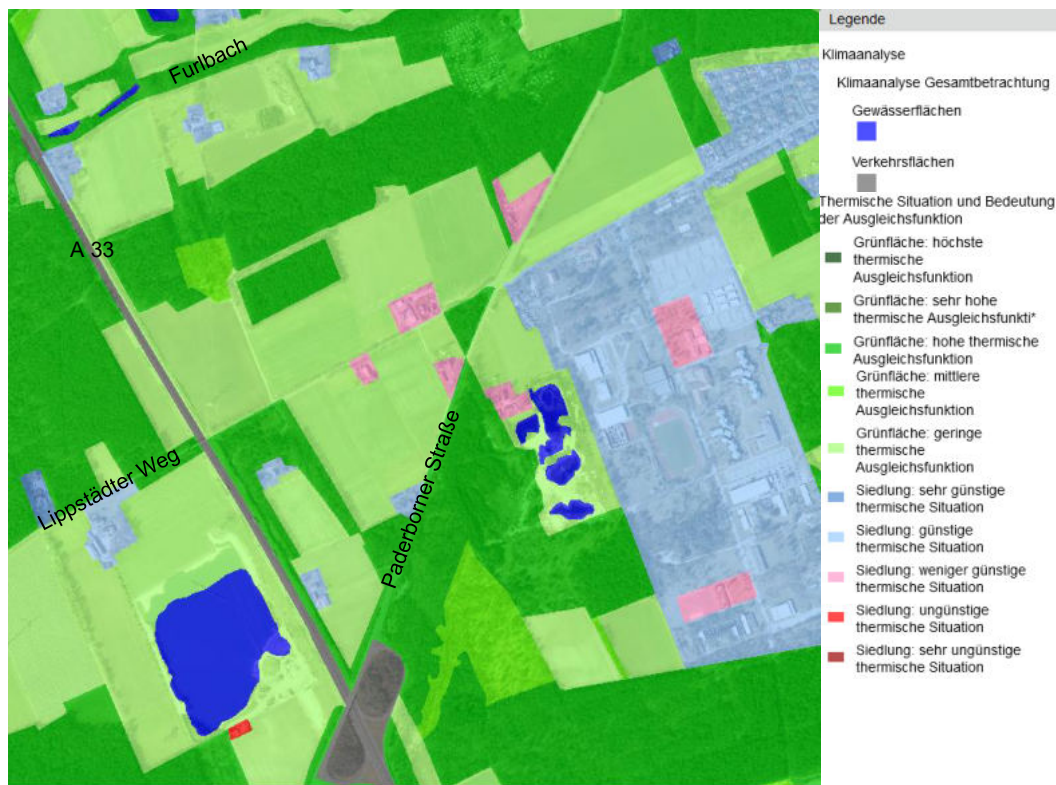 Furlbach
A 33
Lippstädter Weg
Paderborner Straße
Legende
Klimaanalyse
Klimaanalyse Gesamtbetrachtung
Gewässerflächen
Verkehrsflächen
Thermische Situation und Bedeutung
der Ausgleichsfunktion
Grünfläche: höchste
thermische
Ausgleichsfunktion
Grünfläche: sehr hohe
thermische Ausgleichsfunkti*
Grünfläche: hohe thermische
Ausgleichsfunktion
Grünfläche: mittlere
thermische
Ausgleichsfunktion
Grünfläche: geringe
thermische
Ausgleichsfunktion
Siedlung: sehr günstige
thermische Situation
Siedlung: günstige
thermische Situation
Siedlung: weniger günstige
thermische Situation
Siedlung: ungünstige
thermische Situation
Siedlung: sehr ungünstige
thermische Situation